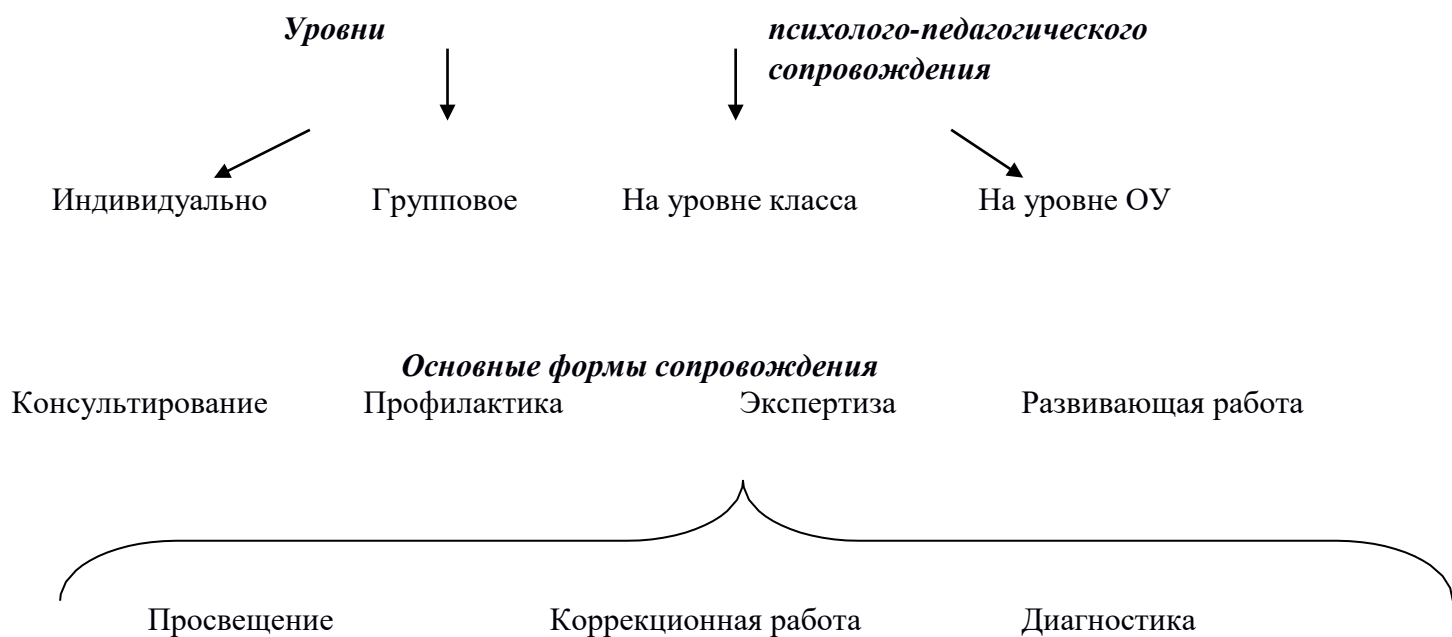 Уровни психолого-педагогического
сопровождения
Индивидуально Групповое На уровне класса На уровне ОУ
Основные формы сопровождения
Консультирование Профилактика Экспертиза Развивающая работа
Просвещение Коррекционная работа Диагностика